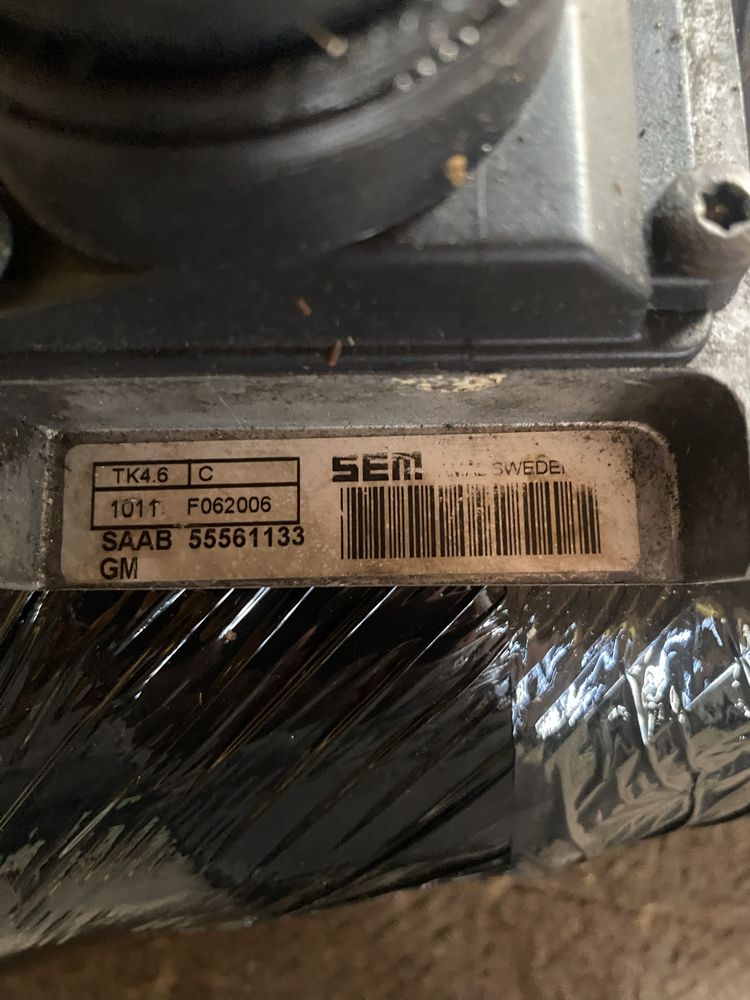 TK4.6 C
1011 F062006
SAAB 55561133
GM
SEM SWEDEN